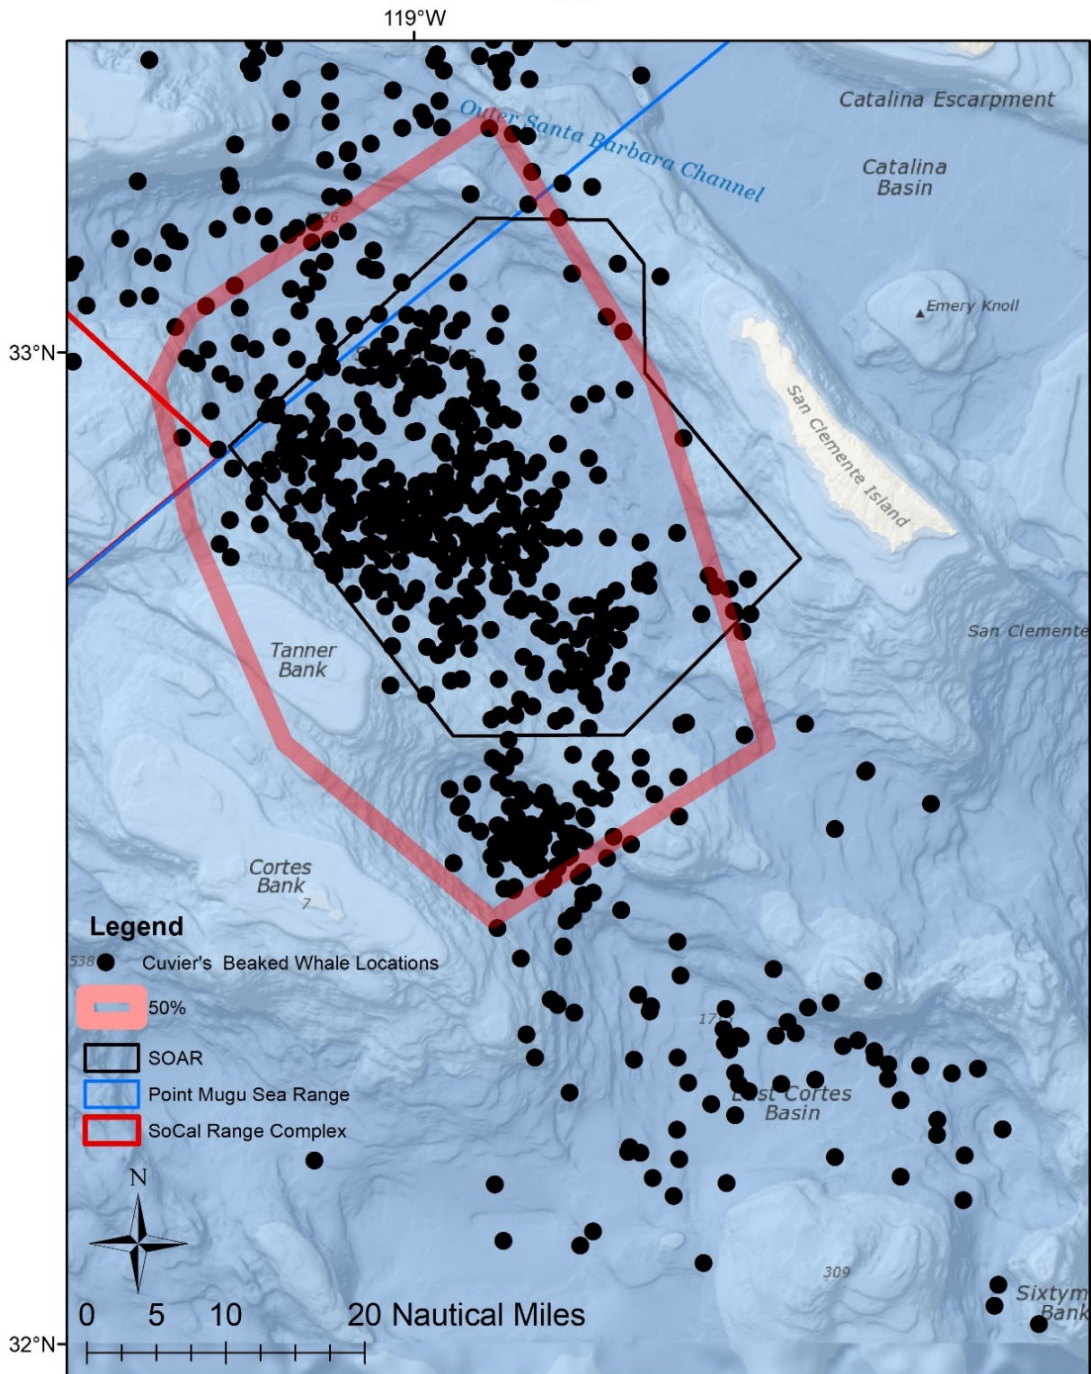 119°W
Outer Santa Barbara Channel
Catalina Escarpment
Catalina
Basin
Emery Knoll
33°N
San Clemente Island
San Clemente
Tanner
Bank
Cortes
Bank
7
Legend
538
Cuvier's Beaked Whale Locations
50%
SOAR
Point Mugu Sea Range
SoCal Range Complex
East Cortes
Basin
N
309
Sixtym
Bank
0 5 10 20 Nautical Miles
32°N